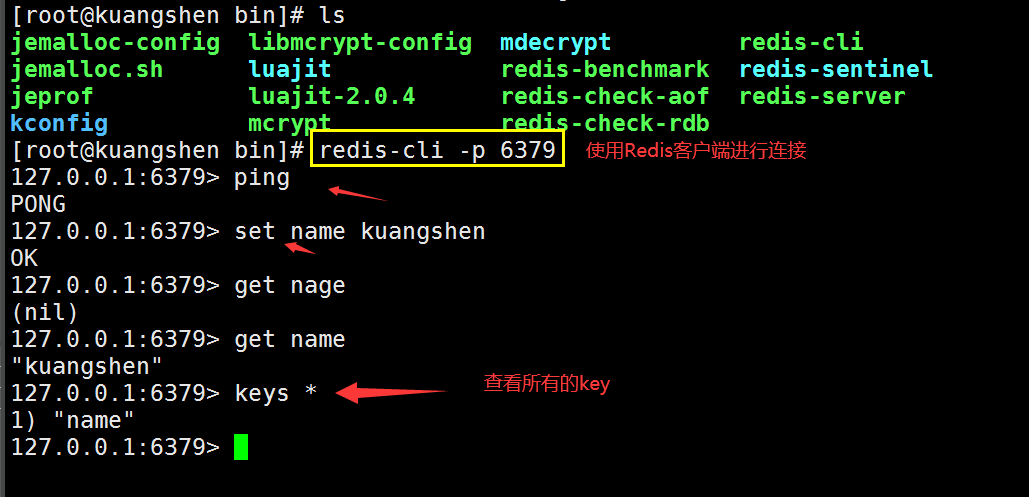 [root@kuangshen bin]# ls
jemalloc-config libmcrypt-config mdecrypt redis-cli
jemalloc.sh luajit redis-benchmark redis-sentinel
jeprof luajit-2.0.4 redis-check-aof redis-server
kconfig mcrypt redis-check-rdb
[root@kuangshen bin]# redis-cli -p 6379 使用Redis客户端进行连接
127.0.0.1:6379> ping
PONG
127.0.0.1:6379> set name kuangshen
OK
127.0.0.1:6379> get nage
(nil)
127.0.0.1:6379> get name
"kuangshen"
127.0.0.1:6379> keys * 查看所有的key
1) "name"
127.0.0.1:6379>